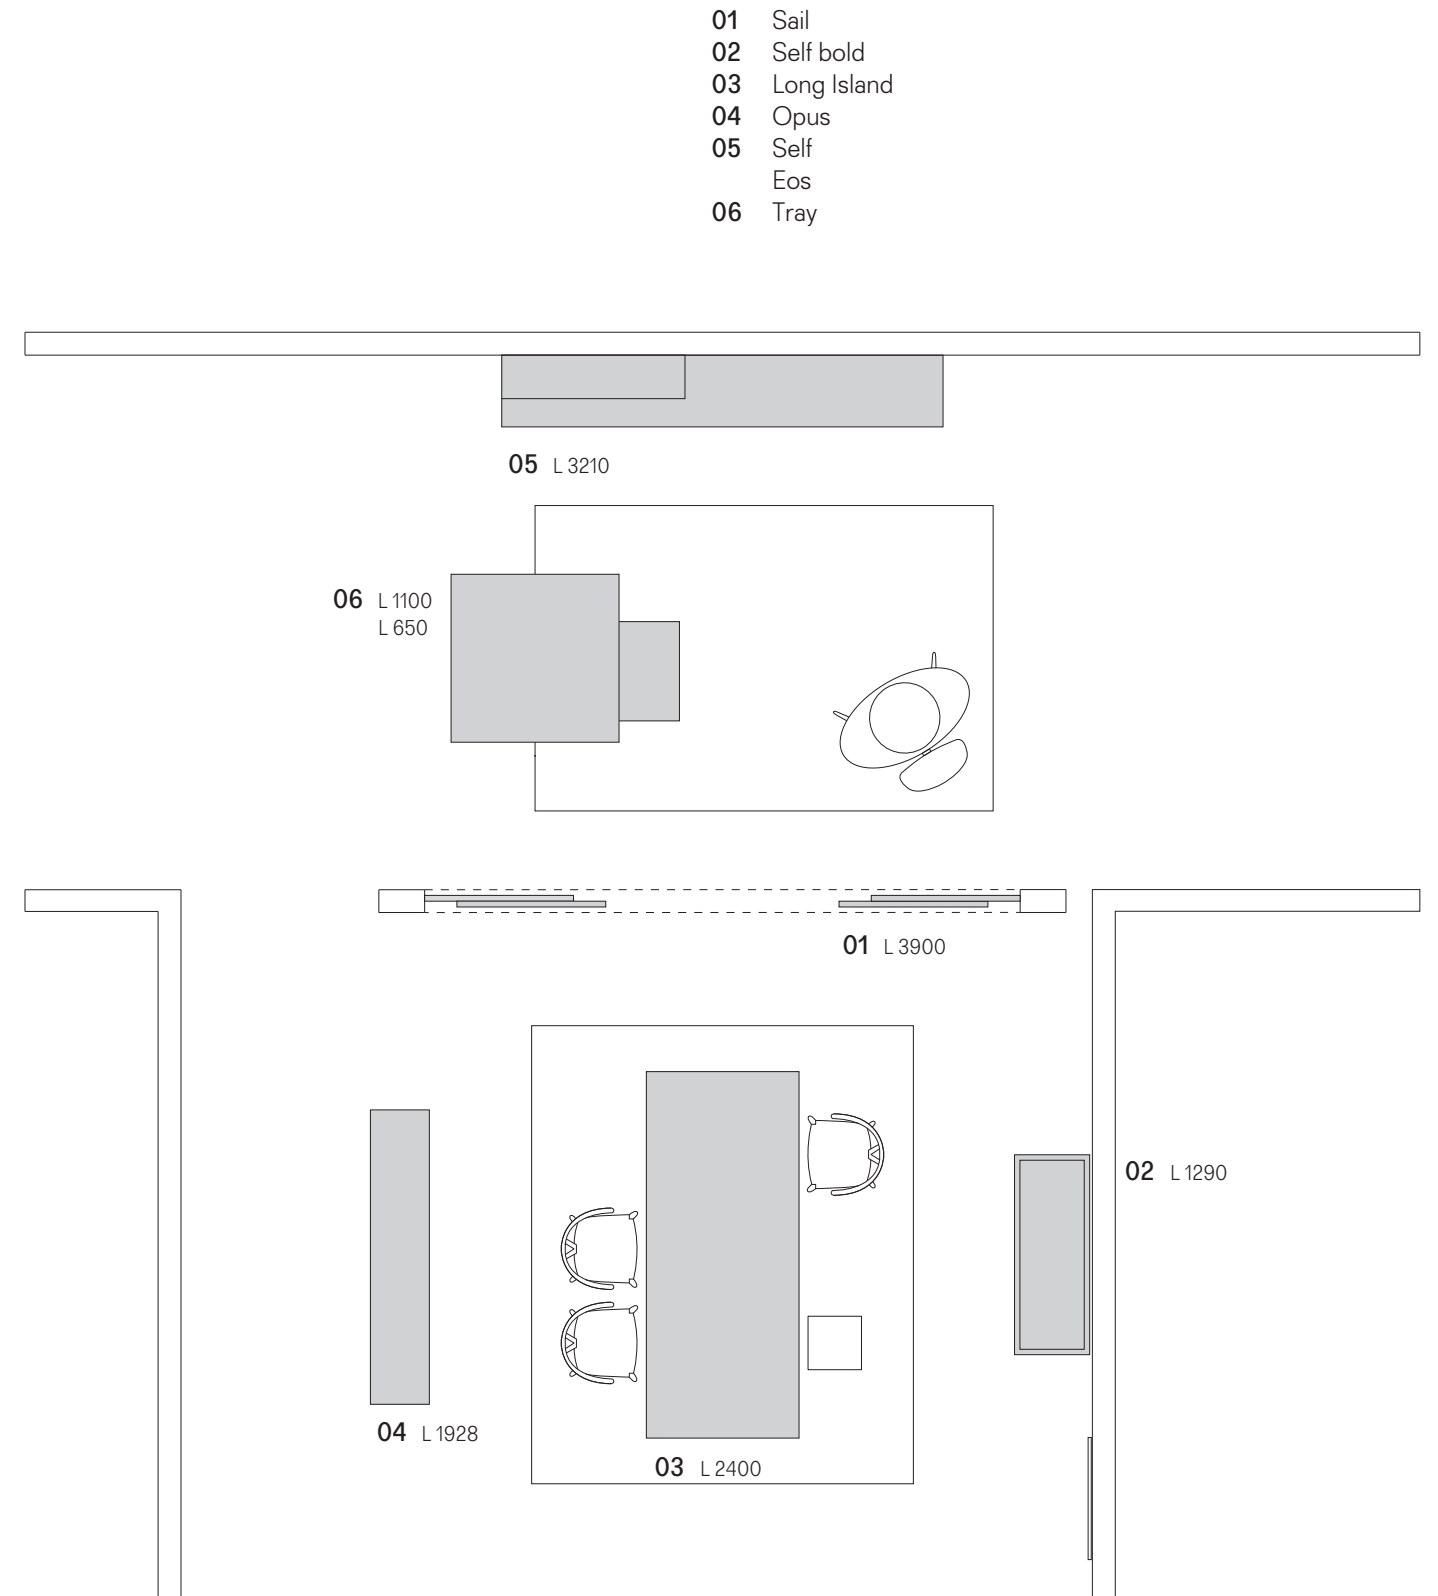 01 Sail
02 Self bold
03 Long Island
04 Opus
05 Self
Eos
06 Tray
05 L 3210
06 L 1100
L 650
01 L 3900
02 L 1290
04 L 1928
03 L 2400